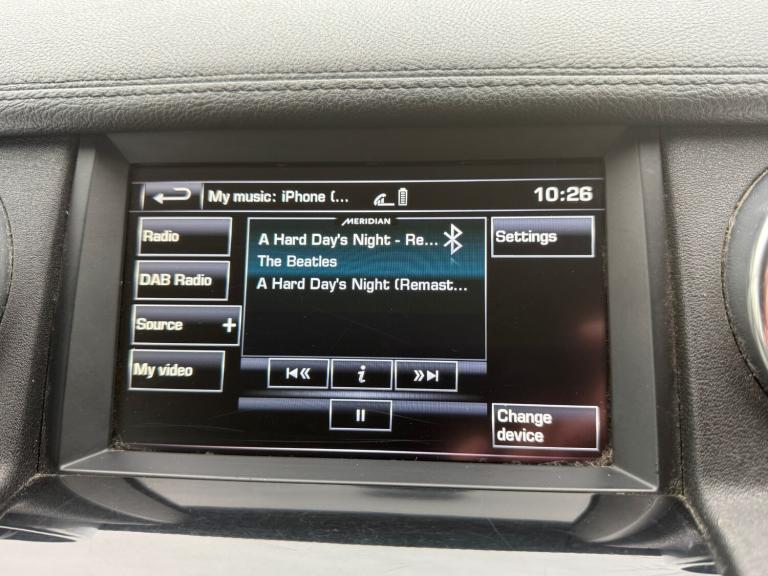 My music: iPhone (...
10:26
MERIDIAN
Radio
A Hard Day's Night - Re...
Settings
The Beatles
DAB Radio
A Hard Day's Night (Remast...
Source +
My video
i
Change
device